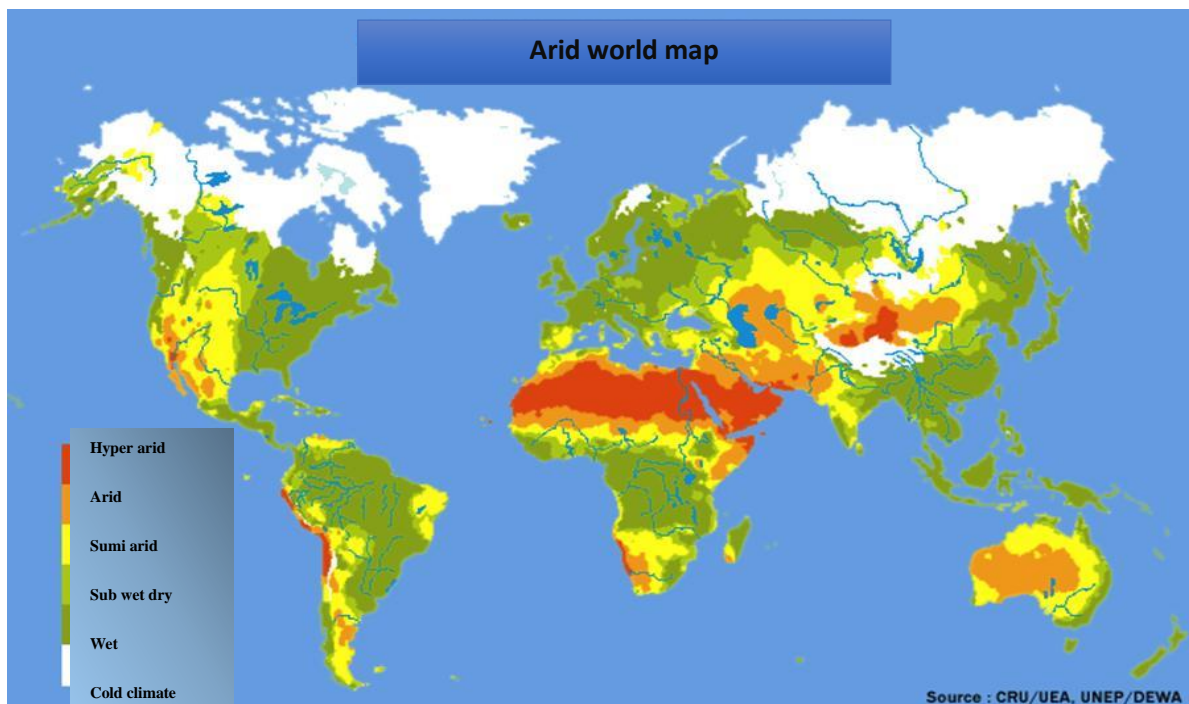 Arid world map
Hyper arid
Arid
Sumi arid
Sub wet dry
Wet
Cold climate
Source : CRU/UEA, UNEP/DEWA